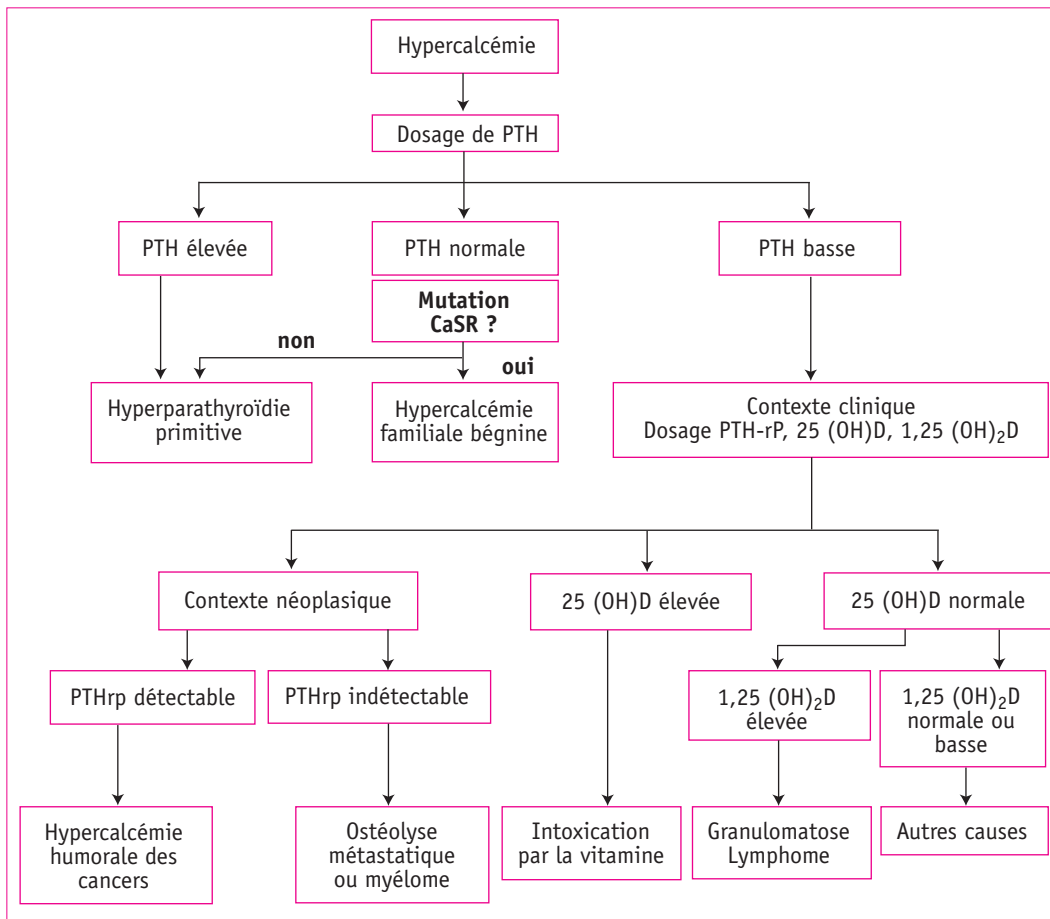 Hypercalcémie
Dosage de PTH
PTH élevée
PTH normale
PTH basse
Mutation
CaSR ?
non
oui
Hyperparathyroïdie
primitive
Hypercalcémie
familiale bégnine
Contexte clinique
Dosage PTH-rP, 25 (OH)D, 1,25 (OH)₂D
Contexte néoplasique
25 (OH)D élevée
25 (OH)D normale
PTHrp détectable
PTHrp indétectable
1,25 (OH)₂D
élevée
1,25 (OH)₂D
normale ou
basse
Hypercalcémie
humorale des
cancers
Ostéolyse
métastatique
ou myélome
Intoxication
par la vitamine
Granulomatose
Lymphome
Autres causes